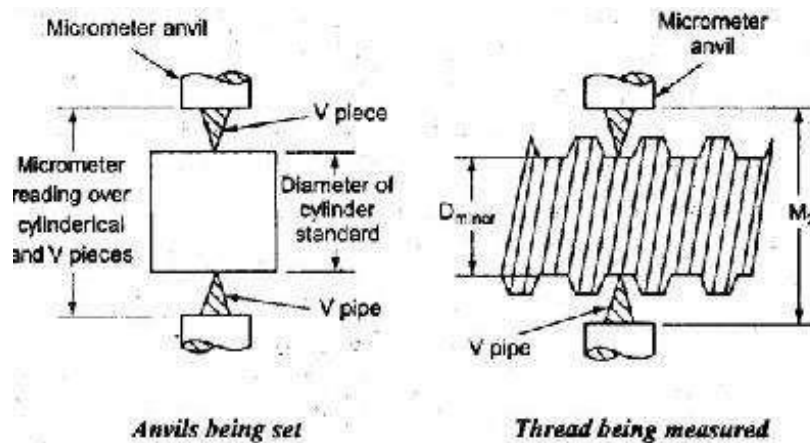 Micrometer anvil
V piece
Micrometer
reading over
cylinderical
and V pieces
Diameter of
cylinder
standard
V pipe
Anvils being set
Micrometer
anvil
D minor
M
V pipe
Thread being measured